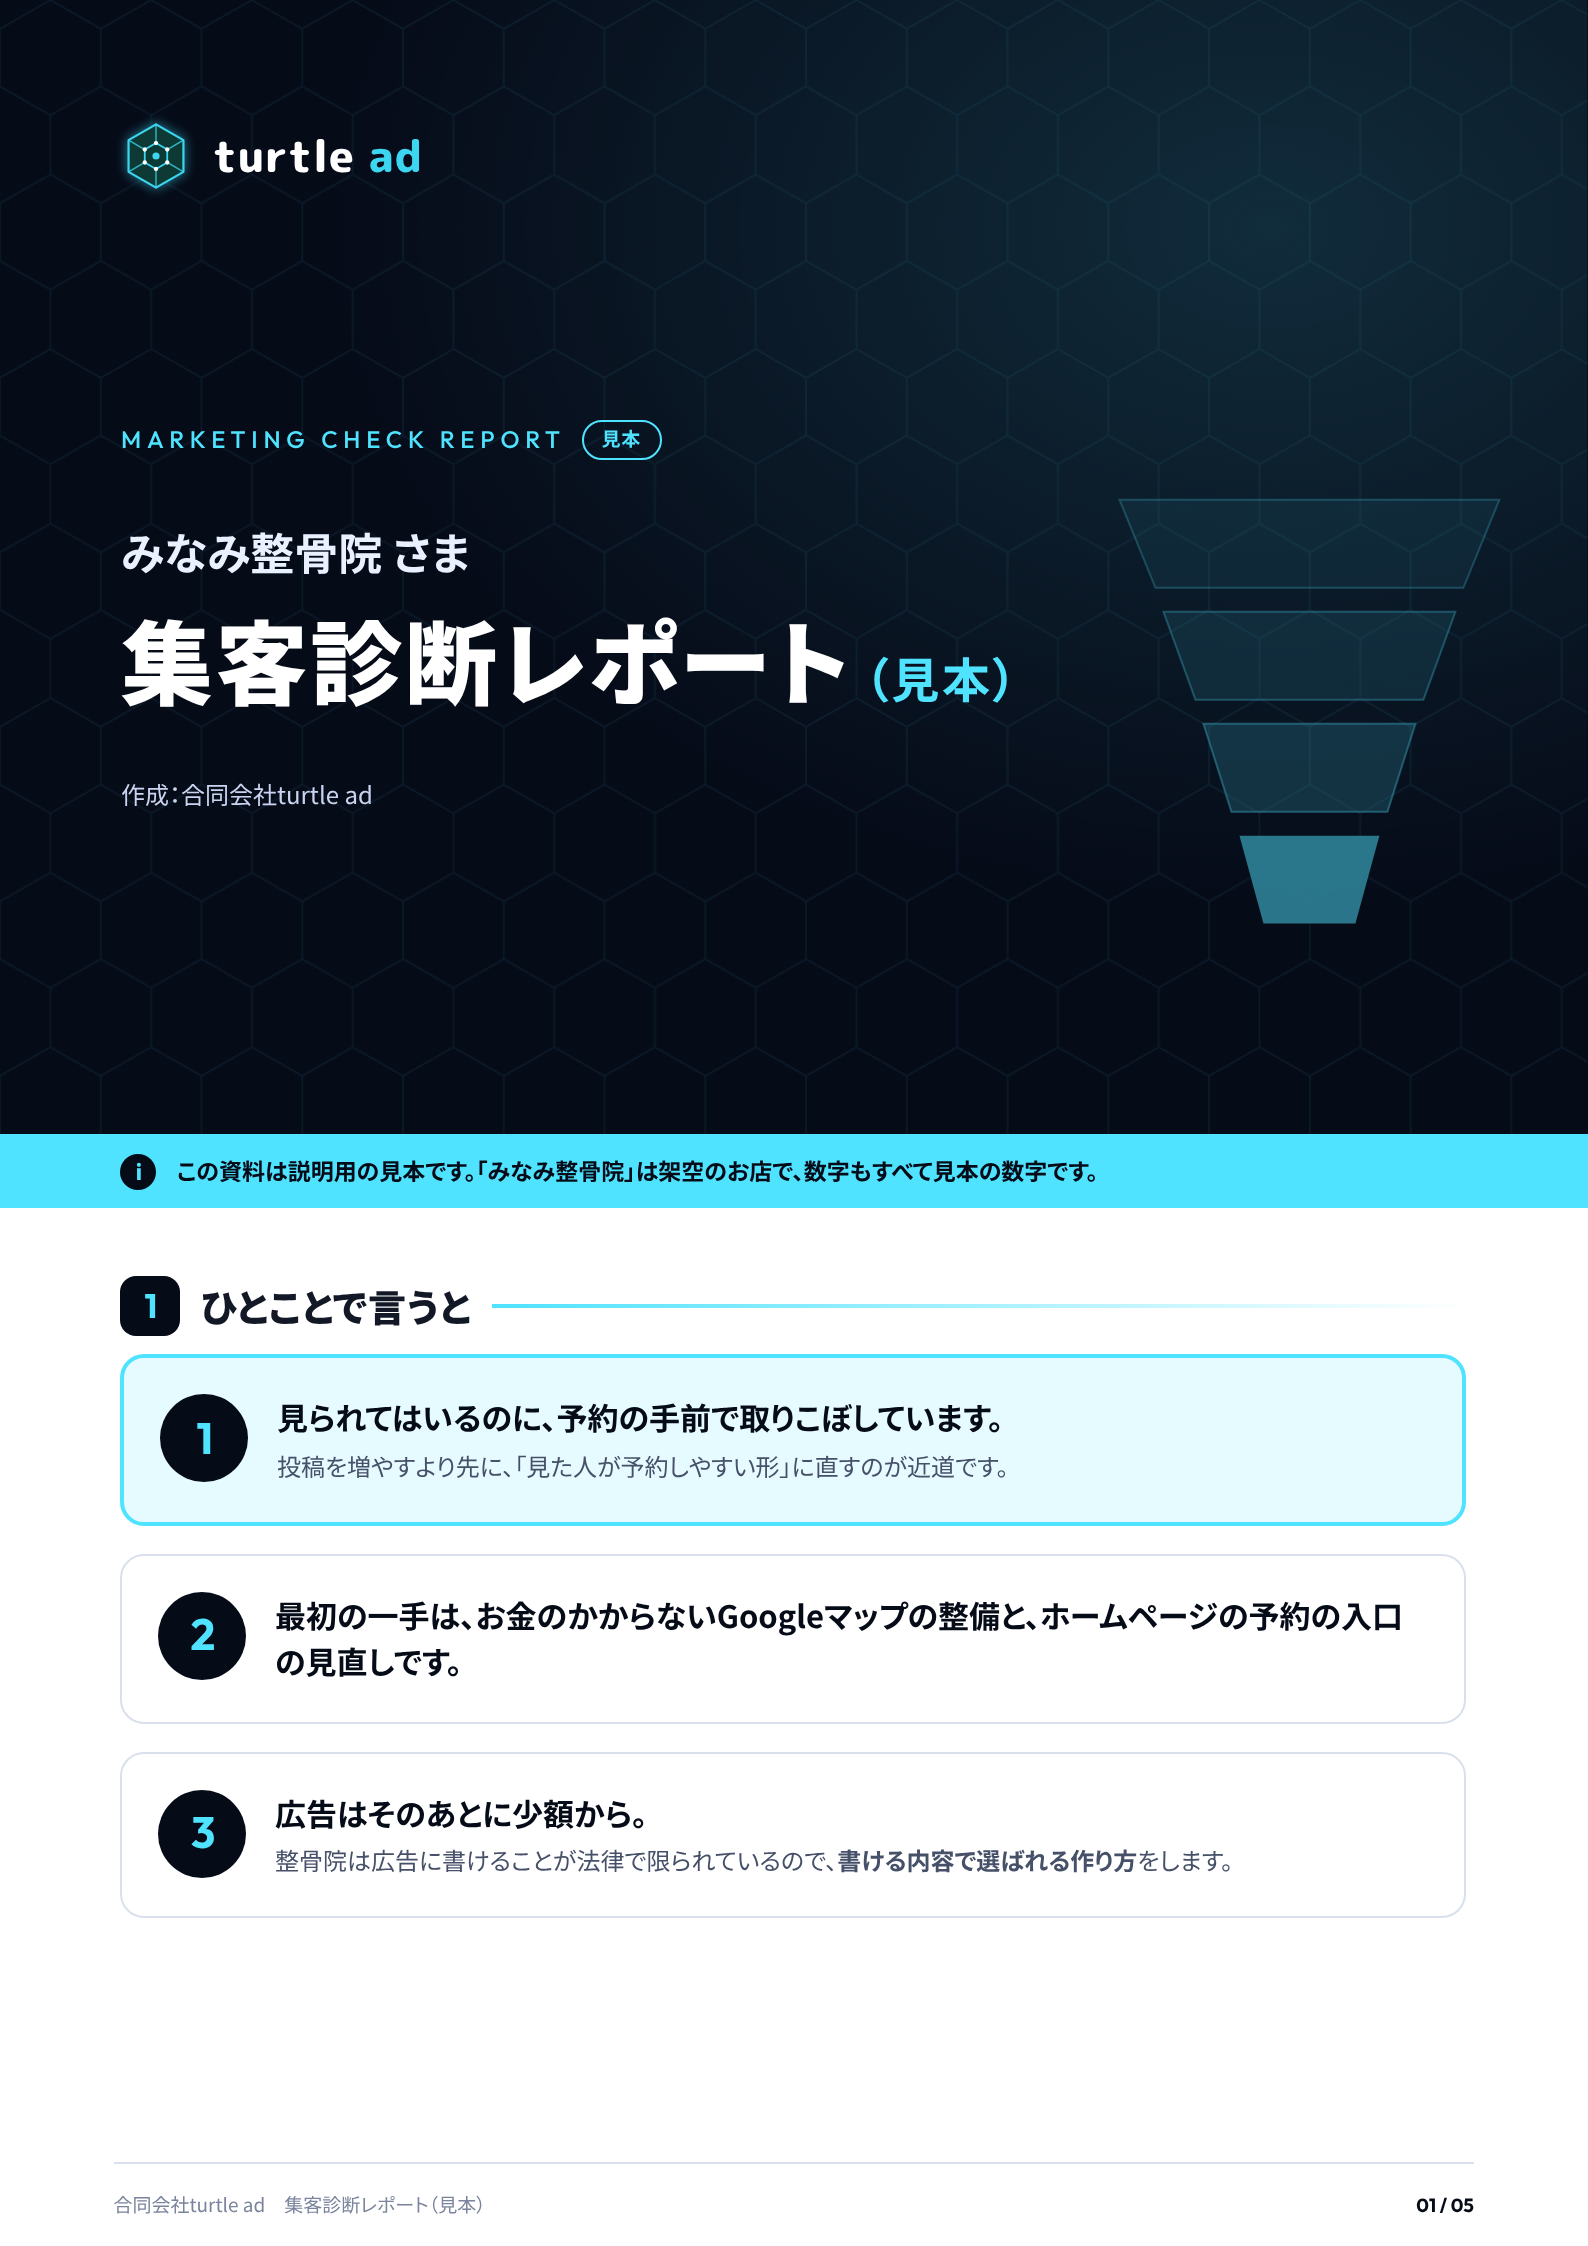 turtle ad
MARKETING CHECK REPORT 見本
みなみ整骨院 さま
集客診断レポート（見本）
作成：合同会社turtle ad
i この資料は説明用の見本です。「みなみ整骨院」は架空のお店で、数字もすべて見本の数字です。
1 ひとことで言うと
1 見られてはいるのに、予約の手前で取りこぼしています。
投稿を増やすより先に、「見た人が予約しやすい形」に直すのが近道です。
2 最初の一手は、お金のかからないGoogleマップの整備と、ホームページの予約の入口
の見直しです。
3 広告はそのあとに少額から。
整骨院は広告に書けることが法律で限られているので、書ける内容で選ばれる作り方をします。
合同会社turtle ad 集客診断レポート（見本）
01 / 05